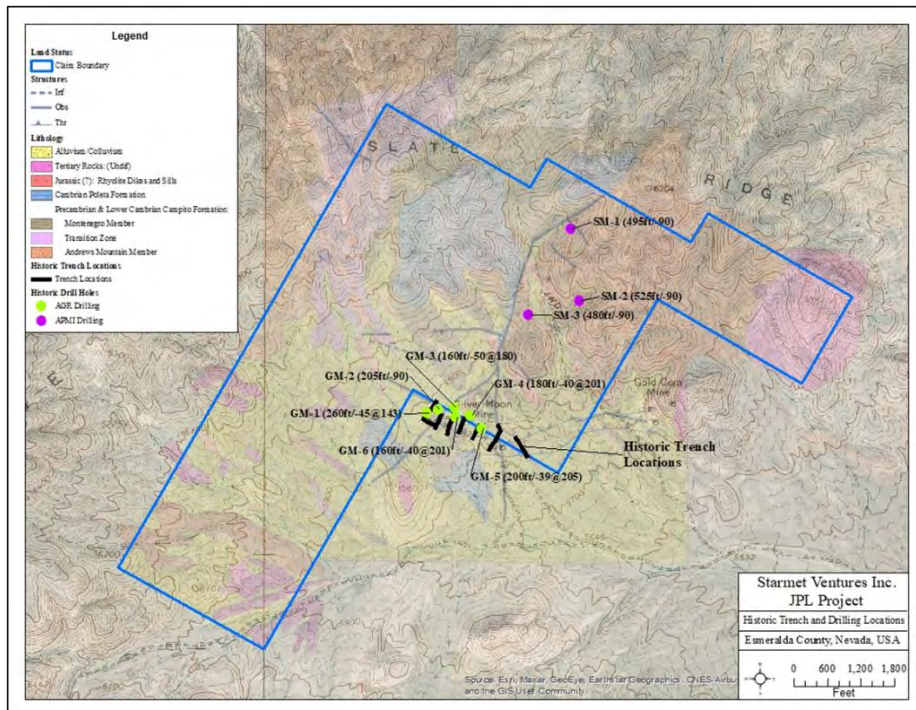 Legend
Land Status
Claim Boundary
Structures
Inf
Obs
Thr
Lithology
Alluvium/Colluvium
Tertiary Rocks: (Undif)
Jurassic (?): Rhyolite Dikes and Sills
Cambrian Poleta Formation
Precambrian & Lower Cambrian Campito Formation:
Montenegro Member
Transition Zone
Andrews Mountain Member
Historic Trench Locations
Trench Locations
Historic Drill Holes
AGR Drilling
APMI Drilling
SLATE
RIDGE
6204
SM-1 (495ft/-90)
SM-2 (525ft/-90)
SM-3 (480ft/-90)
GM-3 (160ft/-50@180)
GM-2 (205ft/-90)
GM-4 (180ft/-40@201)
Gold Coin
Mine
GM-1 (260ft/-45@143)
Moon
GM-6 (160ft/-40@201)
Historic Trench
Locations
GM-5 (200ft/-39@205)
5532
Starmet Ventures Inc.
JPL Project
Historic Trench and Drilling Locations
Esmeralda County, Nevada, USA
0 600 1,200 1,800
Feet
Source: Esri, Maxar, GeoEye, Earthstar Geographics, CNES/Airbus
and the GIS User Community